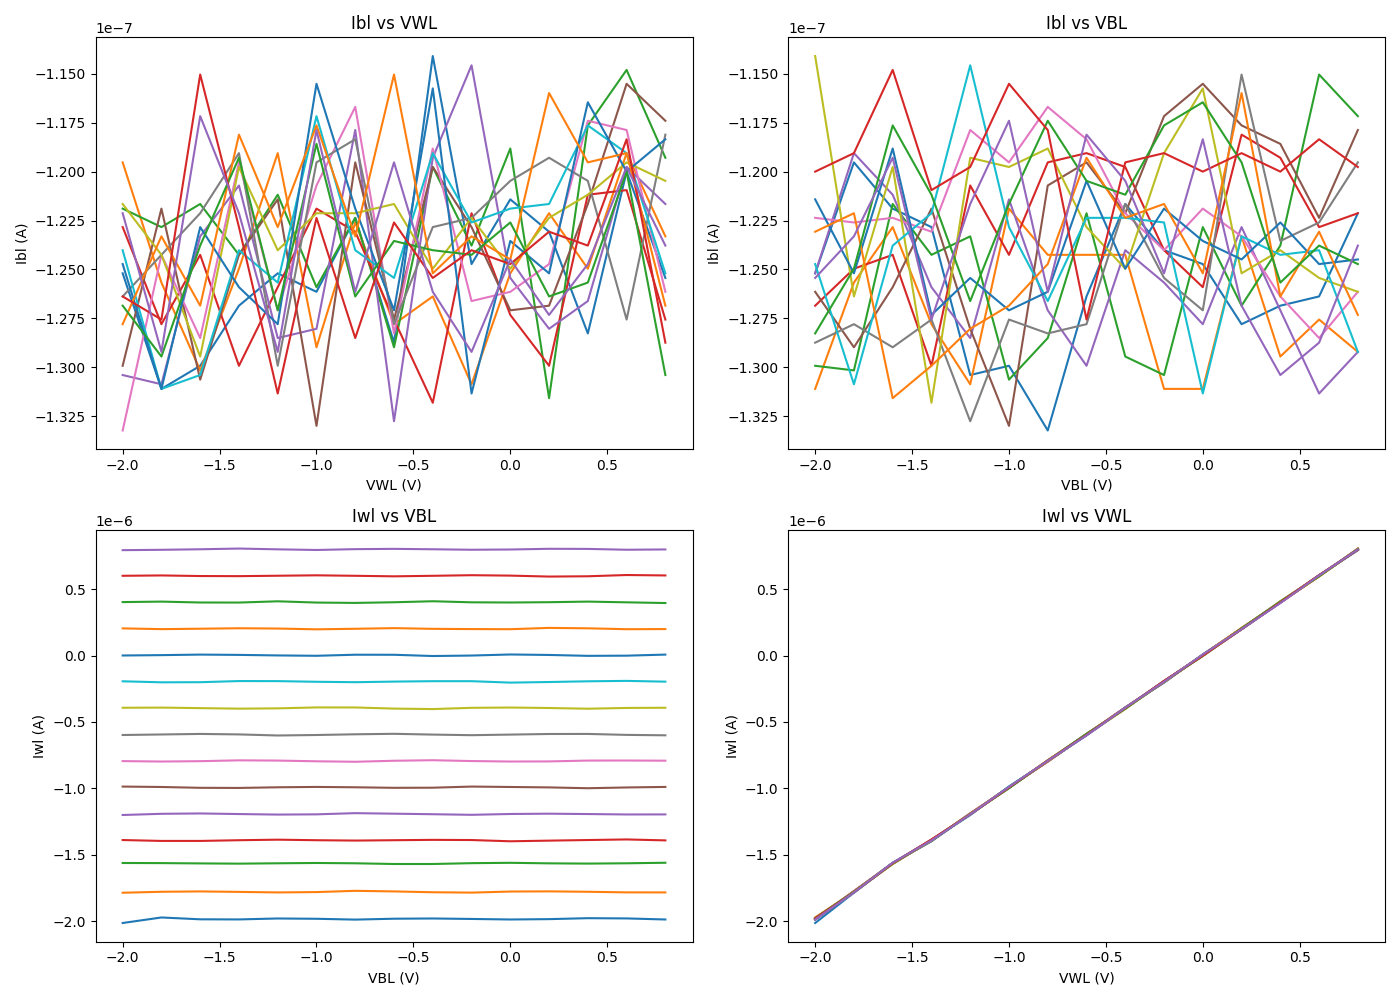 Ibl vs VWL
1e−7
−1.150
−1.175
−1.200
−1.225
−1.250
−1.275
−1.300
−1.325
Ibl (A)
−2.0 −1.5 −1.0 −0.5 0.0 0.5
VWL (V)
Ibl vs VBL
1e−7
−1.150
−1.175
−1.200
−1.225
−1.250
−1.275
−1.300
−1.325
Ibl (A)
−2.0 −1.5 −1.0 −0.5 0.0 0.5
VBL (V)
Iwl vs VBL
1e−6
0.5
0.0
−0.5
−1.0
−1.5
−2.0
Iwl (A)
−2.0 −1.5 −1.0 −0.5 0.0 0.5
VBL (V)
Iwl vs VWL
1e−6
0.5
0.0
−0.5
−1.0
−1.5
−2.0
Iwl (A)
−2.0 −1.5 −1.0 −0.5 0.0 0.5
VWL (V)